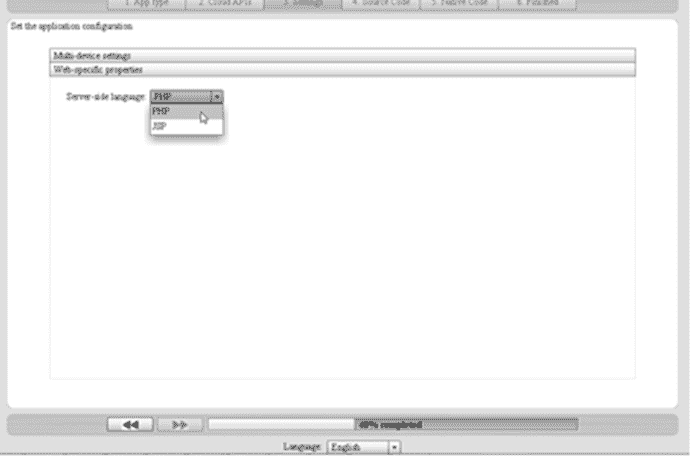 1. App type 2. Cloud APIs 3. Settings 4. Source Code 5. Native Code 6. Finished
Set the application configuration
Multi-device settings
Web-specific properties
Server-side language: PHP
PHP
JSP
40% completed
Language: English